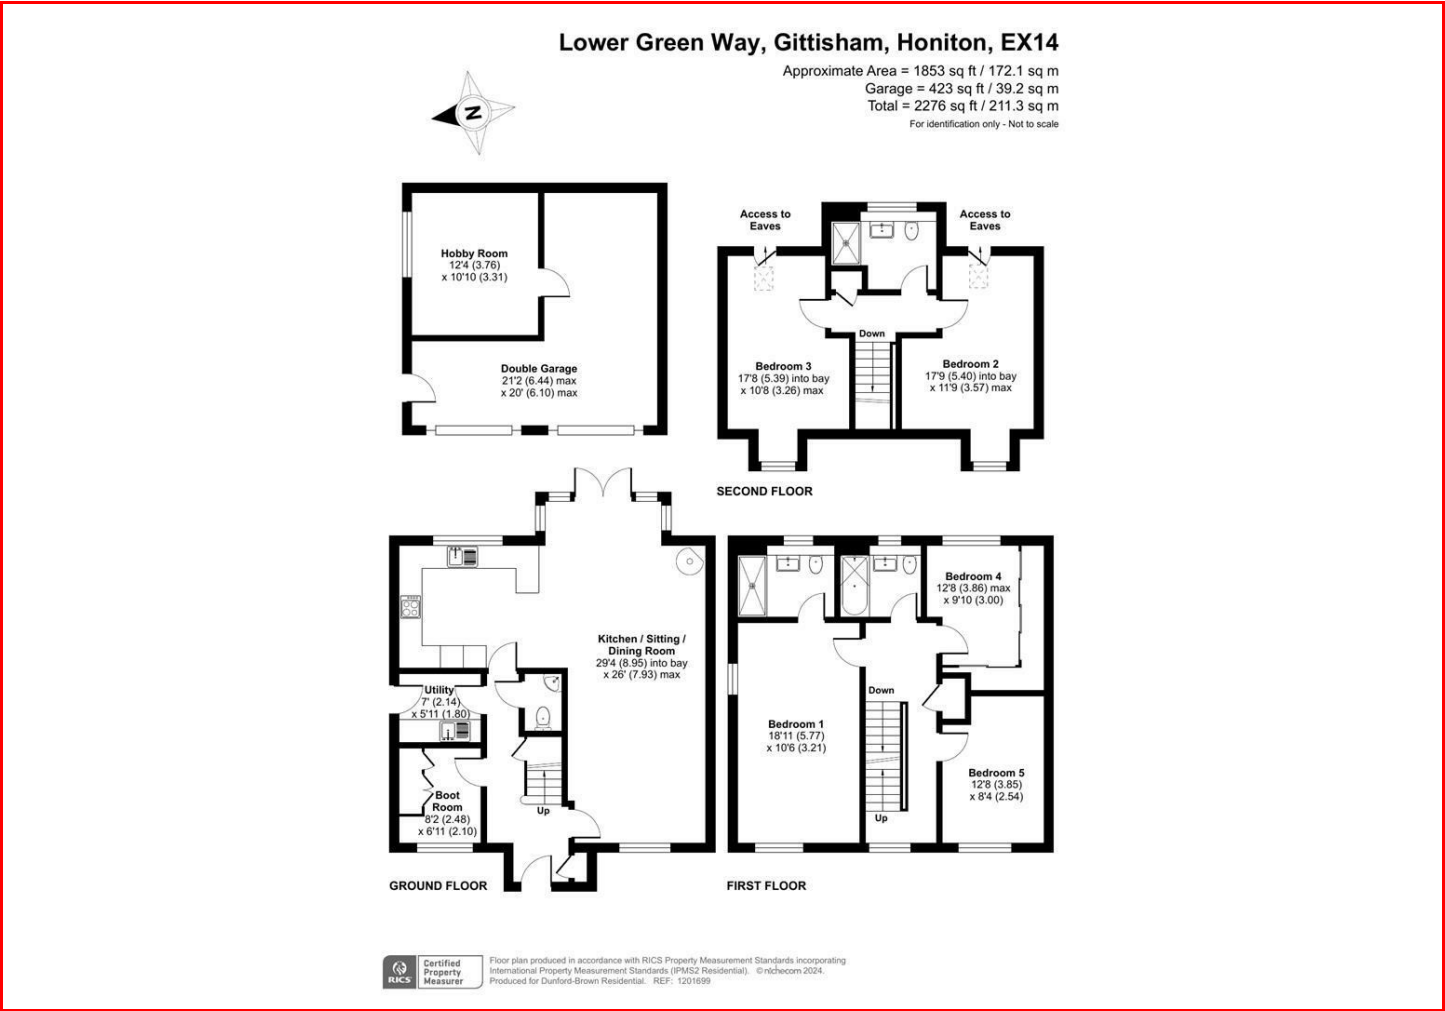 Lower Green Way, Gittisham, Honiton, EX14
Approximate Area = 1853 sq ft / 172.1 sq m
Garage = 423 sq ft / 39.2 sq m
Total = 2276 sq ft / 211.3 sq m
For identification only - Not to scale
N
Hobby Room
12'4 (3.76)
x 10'10 (3.31)
Double Garage
21'2 (6.44) max
x 20' (6.10) max
Access to
Eaves
Access to
Eaves
Down
Bedroom 3
17'8 (5.39) into bay
x 10'8 (3.26) max
Bedroom 2
17'9 (5.40) into bay
x 11'9 (3.57) max
SECOND FLOOR
Kitchen / Sitting /
Dining Room
29'4 (8.95) into bay
x 26' (7.93) max
Utility
7' (2.14)
x 5'11 (1.80)
Boot
Room
8'2 (2.48)
x 6'11 (2.10)
Up
GROUND FLOOR
Bedroom 4
12'8 (3.86) max
x 9'10 (3.00)
Down
Bedroom 1
18'11 (5.77)
x 10'6 (3.21)
Bedroom 5
12'8 (3.85)
x 8'4 (2.54)
Up
FIRST FLOOR
RICS
Certified
Property
Measurer
Floor plan produced in accordance with RICS Property Measurement Standards incorporating
International Property Measurement Standards (IPMS2 Residential). © nichecom 2024.
Produced for Dunford-Brown Residential. REF: 1201699